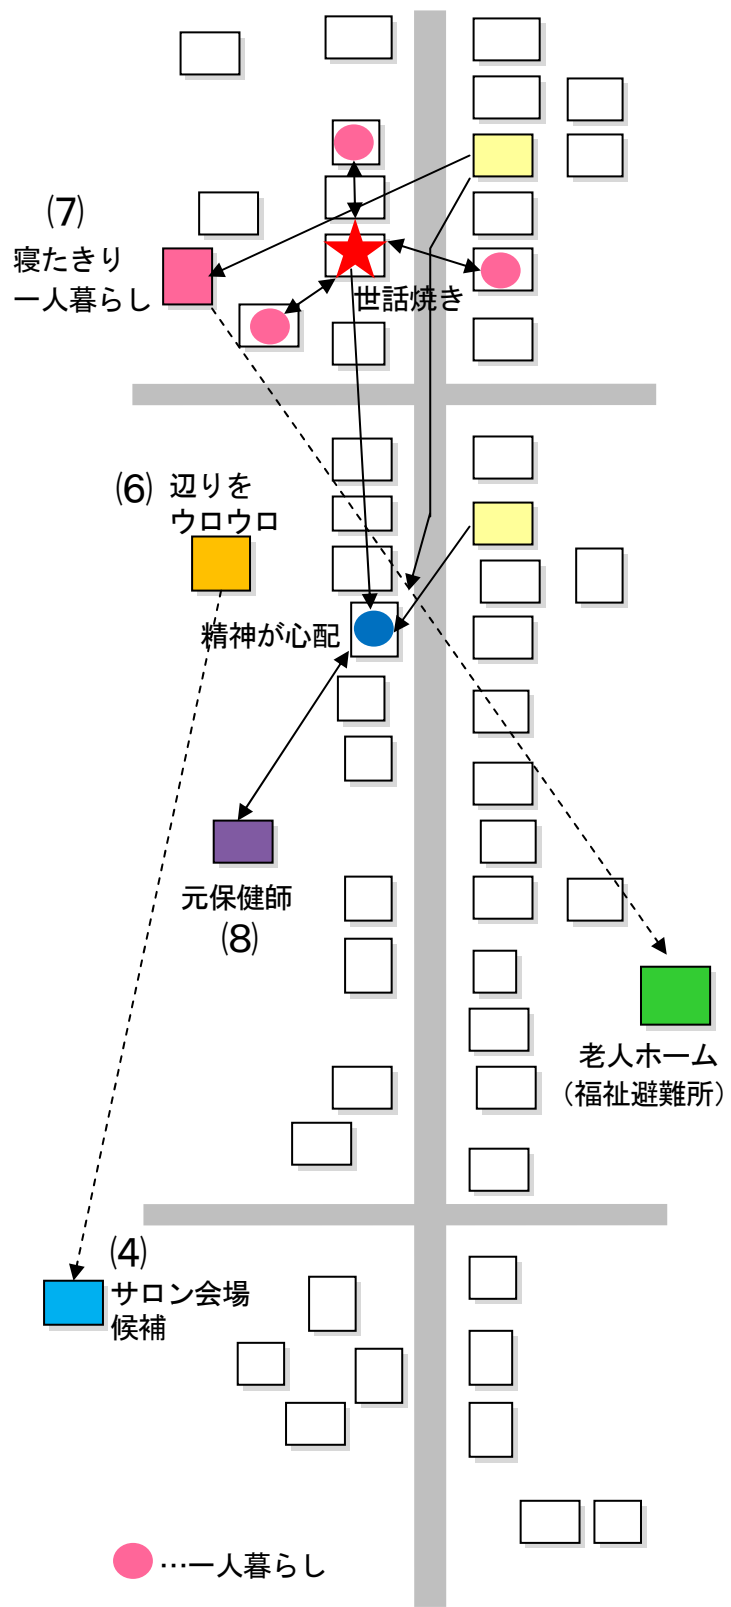 (7)
寝たきり
一人暮らし
世話焼き
(6)
辺りを
ウロウロ
精神が心配
元保健師
(8)
老人ホーム
（福祉避難所）
(4)
サロン会場
候補
…一人暮らし